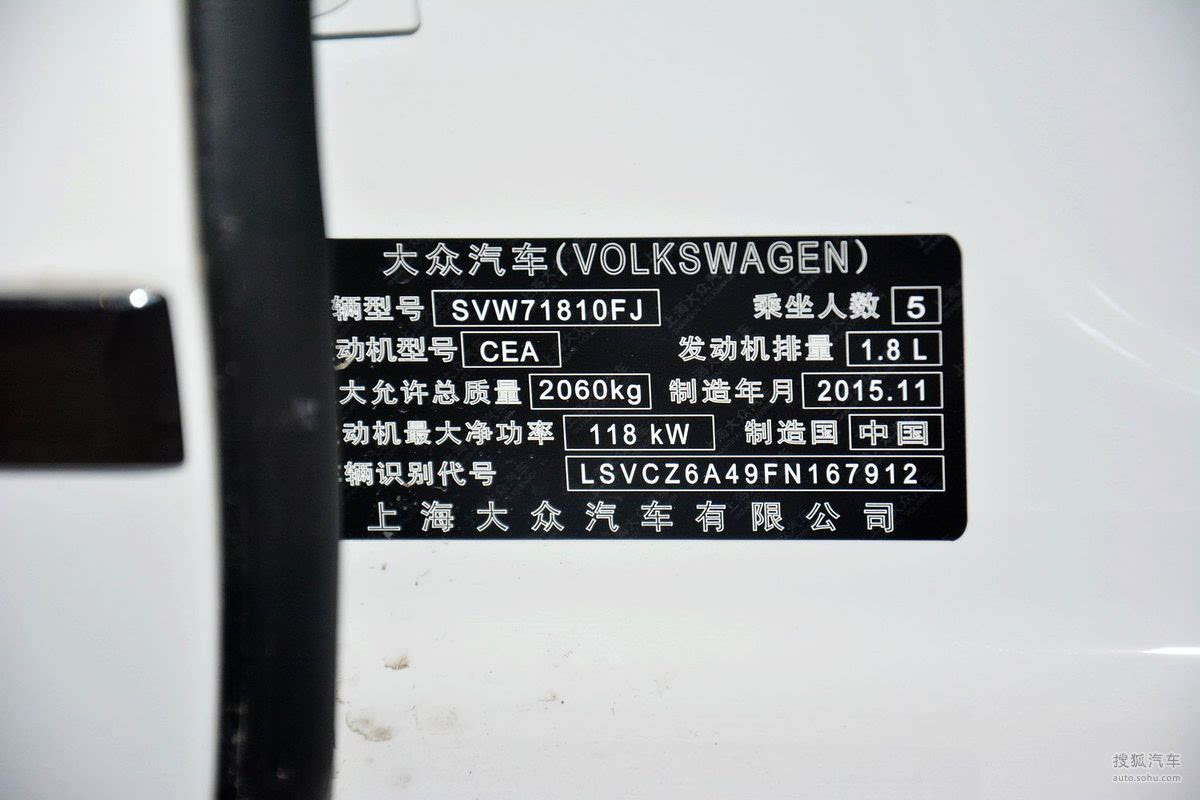 大众汽车(VOLKSWAGEN)
辆型号 SVW71810FJ 乘坐人数 5
动机型号 CEA 发动机排量 1.8 L
大允许总质量 2060kg 制造年月 2015.11
动机最大净功率 118 kW 制造国 中国
辆识别代号 LSVCZ6A49FN167912
上海大众汽车有限公司
搜狐汽车
auto.sohu.com